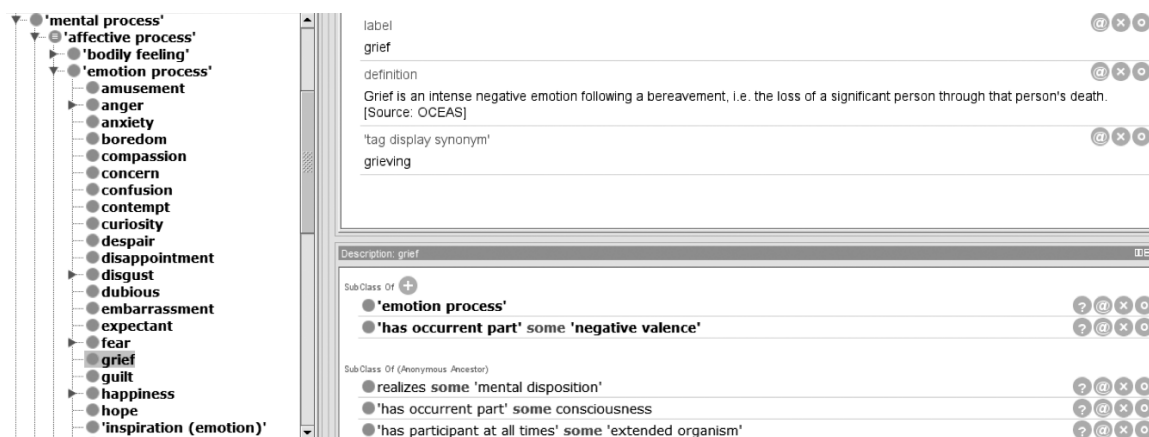 'mental process'
'affective process'
'bodily feeling'
'emotion process'
amusement
anger
anxiety
boredom
compassion
concern
confusion
contempt
curiosity
despair
disappointment
disgust
dubious
embarrassment
expectant
fear
grief
guilt
happiness
hope
'inspiration (emotion)'
label
grief
definition
Grief is an intense negative emotion following a bereavement, i.e. the loss of a significant person through that person's death.
[Source: OCEAS]
'tag display synonym'
grieving
Description: grief
SubClass Of
'emotion process'
'has occurrent part' some 'negative valence'
SubClass Of (Anonymous Ancestor)
realizes some 'mental disposition'
'has occurrent part' some consciousness
'has participant at all times' some 'extended organism'